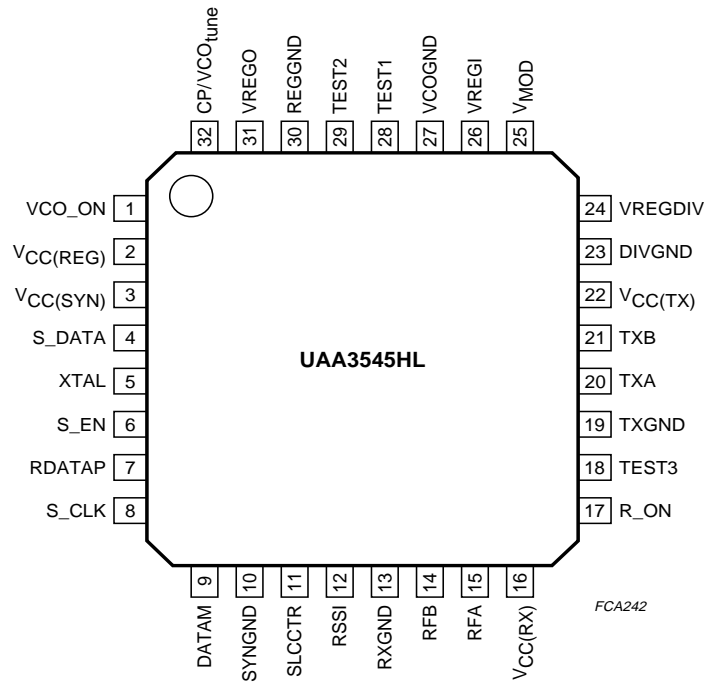 CP/VCOtune
VREGO
REGGND
TEST2
TEST1
VCOGND
VREGI
VMOD
32 31 30 29 28 27 26 25
VCO_ON 1
VCC(REG) 2
VCC(SYN) 3
S_DATA 4
XTAL 5
S_EN 6
RDATAP 7
S_CLK 8
UAA3545HL
24 VREGDIV
23 DIVGND
22 VCC(TX)
21 TXB
20 TXA
19 TXGND
18 TEST3
17 R_ON
9 10 11 12 13 14 15 16
DATAM
SYNGND
SLCCTR
RSSI
RXGND
RFB
RFA
VCC(RX)
FCA242